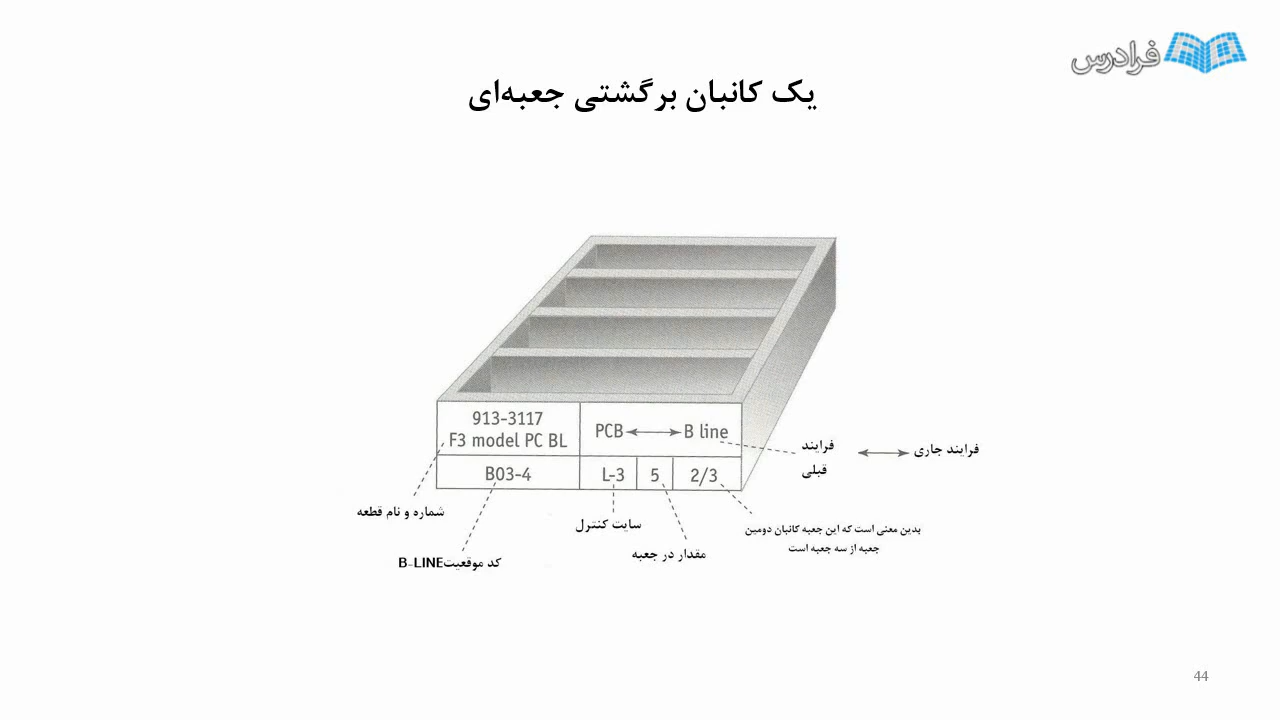 فرادرس
یک کانبان برگشتی جعبه‌ای
913-3117
F3 model PC BL
PCB
B line
B03-4
L-3
5
2/3
فرایند
قبلی
فرایند جاری
شماره و نام قطعه
سایت کنترل
بدین معنی است که این جعبه کانبان دومین
جعبه از سه جعبه است
مقدار در جعبه
کد موقعیتB-LINE
44